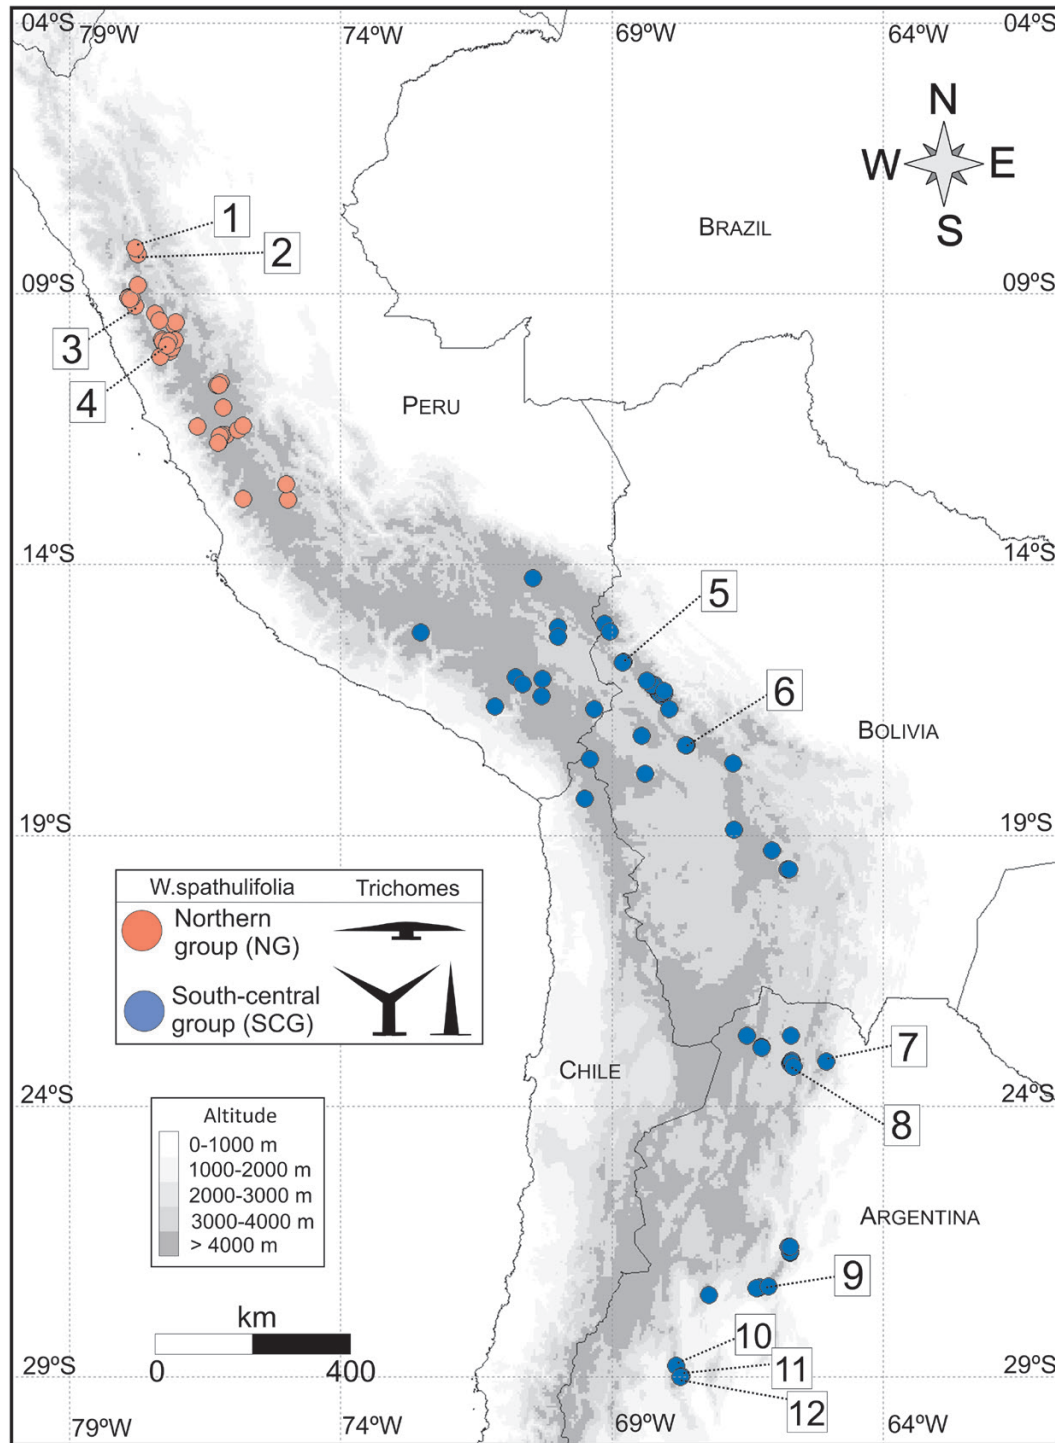 04ºS
79ºW
74ºW
69ºW
64ºW
04ºS
N
W
E
S
BRAZIL
1
2
09ºS
09ºS
3
4
PERU
14ºS
14ºS
5
6
BOLIVIA
19ºS
19ºS
W.spathulifolia
Trichomes
Northern
group (NG)
South-central
group (SCG)
CHILE
7
8
24ºS
24ºS
Altitude
0-1000 m
1000-2000 m
2000-3000 m
3000-4000 m
> 4000 m
ARGENTINA
9
km
0
400
10
11
12
29ºS
29ºS
79ºW
74ºW
69ºW
64ºW